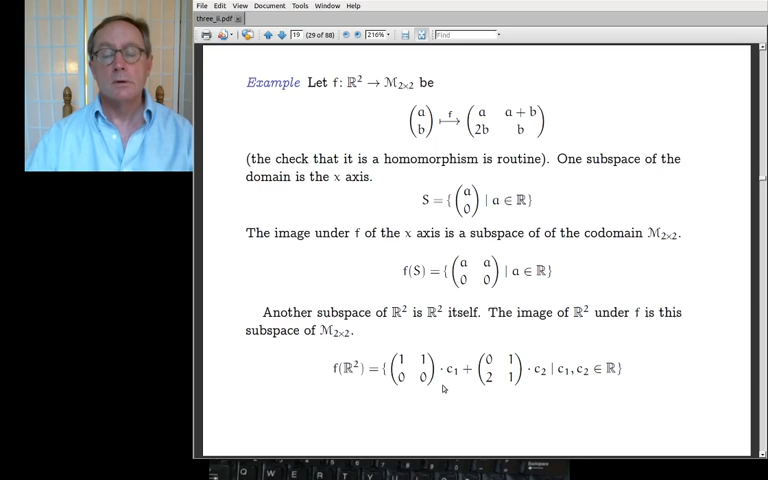 File Edit View Document Tools Window Help
three_ii.pdf
19 (29 of 88) 216% Find
Example Let f: ℝ² → M₂ₓ₂ be
(a b) ↦f (a a + b 2b b)
(the check that it is a homomorphism is routine). One subspace of the
domain is the x axis.
S = {(a 0) | a ∈ ℝ}
The image under f of the x axis is a subspace of of the codomain M₂ₓ₂.
f(S) = {(a a 0 0) | a ∈ ℝ}
Another subspace of ℝ² is ℝ² itself. The image of ℝ² under f is this
subspace of M₂ₓ₂.
f(ℝ²) = {(1 1 0 0) · c₁ + (0 1 2 1) · c₂ | c₁, c₂ ∈ ℝ}
Q W E R T Y U I O P